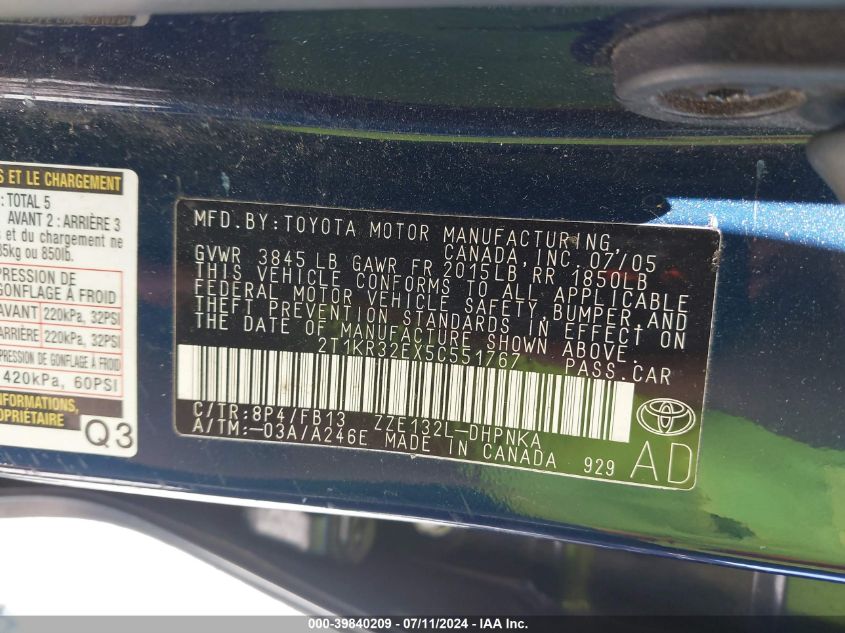 S ET LE CHARGEMENT
: TOTAL 5
AVANT 2 : ARRIÈRE 3
s et du chargement ne
85kg ou 850lb.
PRESSION DE
GONFLAGE À FROID
AVANT 220kPa, 32PSI
ARRIÈRE 220kPa, 32PSI
PRESSION DE GONFLAGE À FROID
420kPa, 60PSI
INFORMATIONS,
PROPRIÉTAIRE
Q3
MFD. BY: TOYOTA MOTOR MANUFACTURING,
CANADA, INC. 07/05
GVWR 3845 LB GAWR FR 2015LB RR 1850LB
THIS VEHICLE CONFORMS TO ALL APPLICABLE
FEDERAL MOTOR VEHICLE SAFETY, BUMPER, AND
THEFT PREVENTION STANDARDS IN EFFECT ON
THE DATE OF MANUFACTURE SHOWN ABOVE.
2T1KR32EX5C551767 PASS.CAR
C/TR: 8P4/FB13 ZZE132L-DHPNKA
A/TM: -03A/A246E MADE IN CANADA 929
TOYOTA
AD
000-39840209 - 07/11/2024 - IAAI.COM INC.